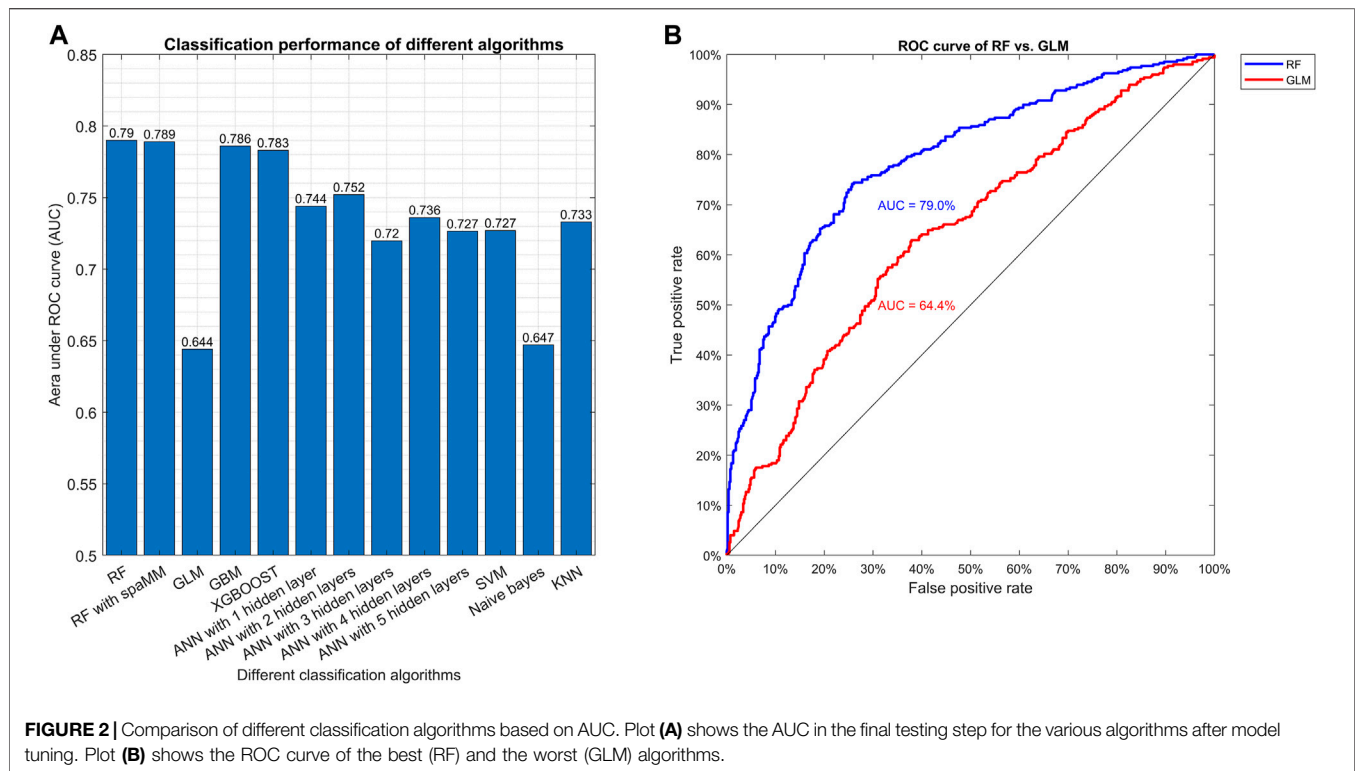 A
Classification performance of different algorithms
0.85
0.8
0.75
0.7
0.65
0.6
0.55
0.5
Aera under ROC curve (AUC)
0.79
0.789
0.644
0.786
0.783
0.744
0.752
0.72
0.736
0.727
0.727
0.647
0.733
RF
RF with spaMM
GLM
GBM
XGBOOST
ANN with 1 hidden layer
ANN with 2 hidden layers
ANN with 3 hidden layers
ANN with 4 hidden layers
ANN with 5 hidden layers
SVM
Naive bayes
KNN
Different classification algorithms
B
ROC curve of RF vs. GLM
100%
90%
80%
70%
60%
50%
40%
30%
20%
10%
0%
True positive rate
AUC = 79.0%
AUC = 64.4%
0%
10%
20%
30%
40%
50%
60%
70%
80%
90%
100%
False positive rate
RF
GLM
FIGURE 2 | Comparison of different classification algorithms based on AUC. Plot (A) shows the AUC in the final testing step for the various algorithms after model
tuning. Plot (B) shows the ROC curve of the best (RF) and the worst (GLM) algorithms.